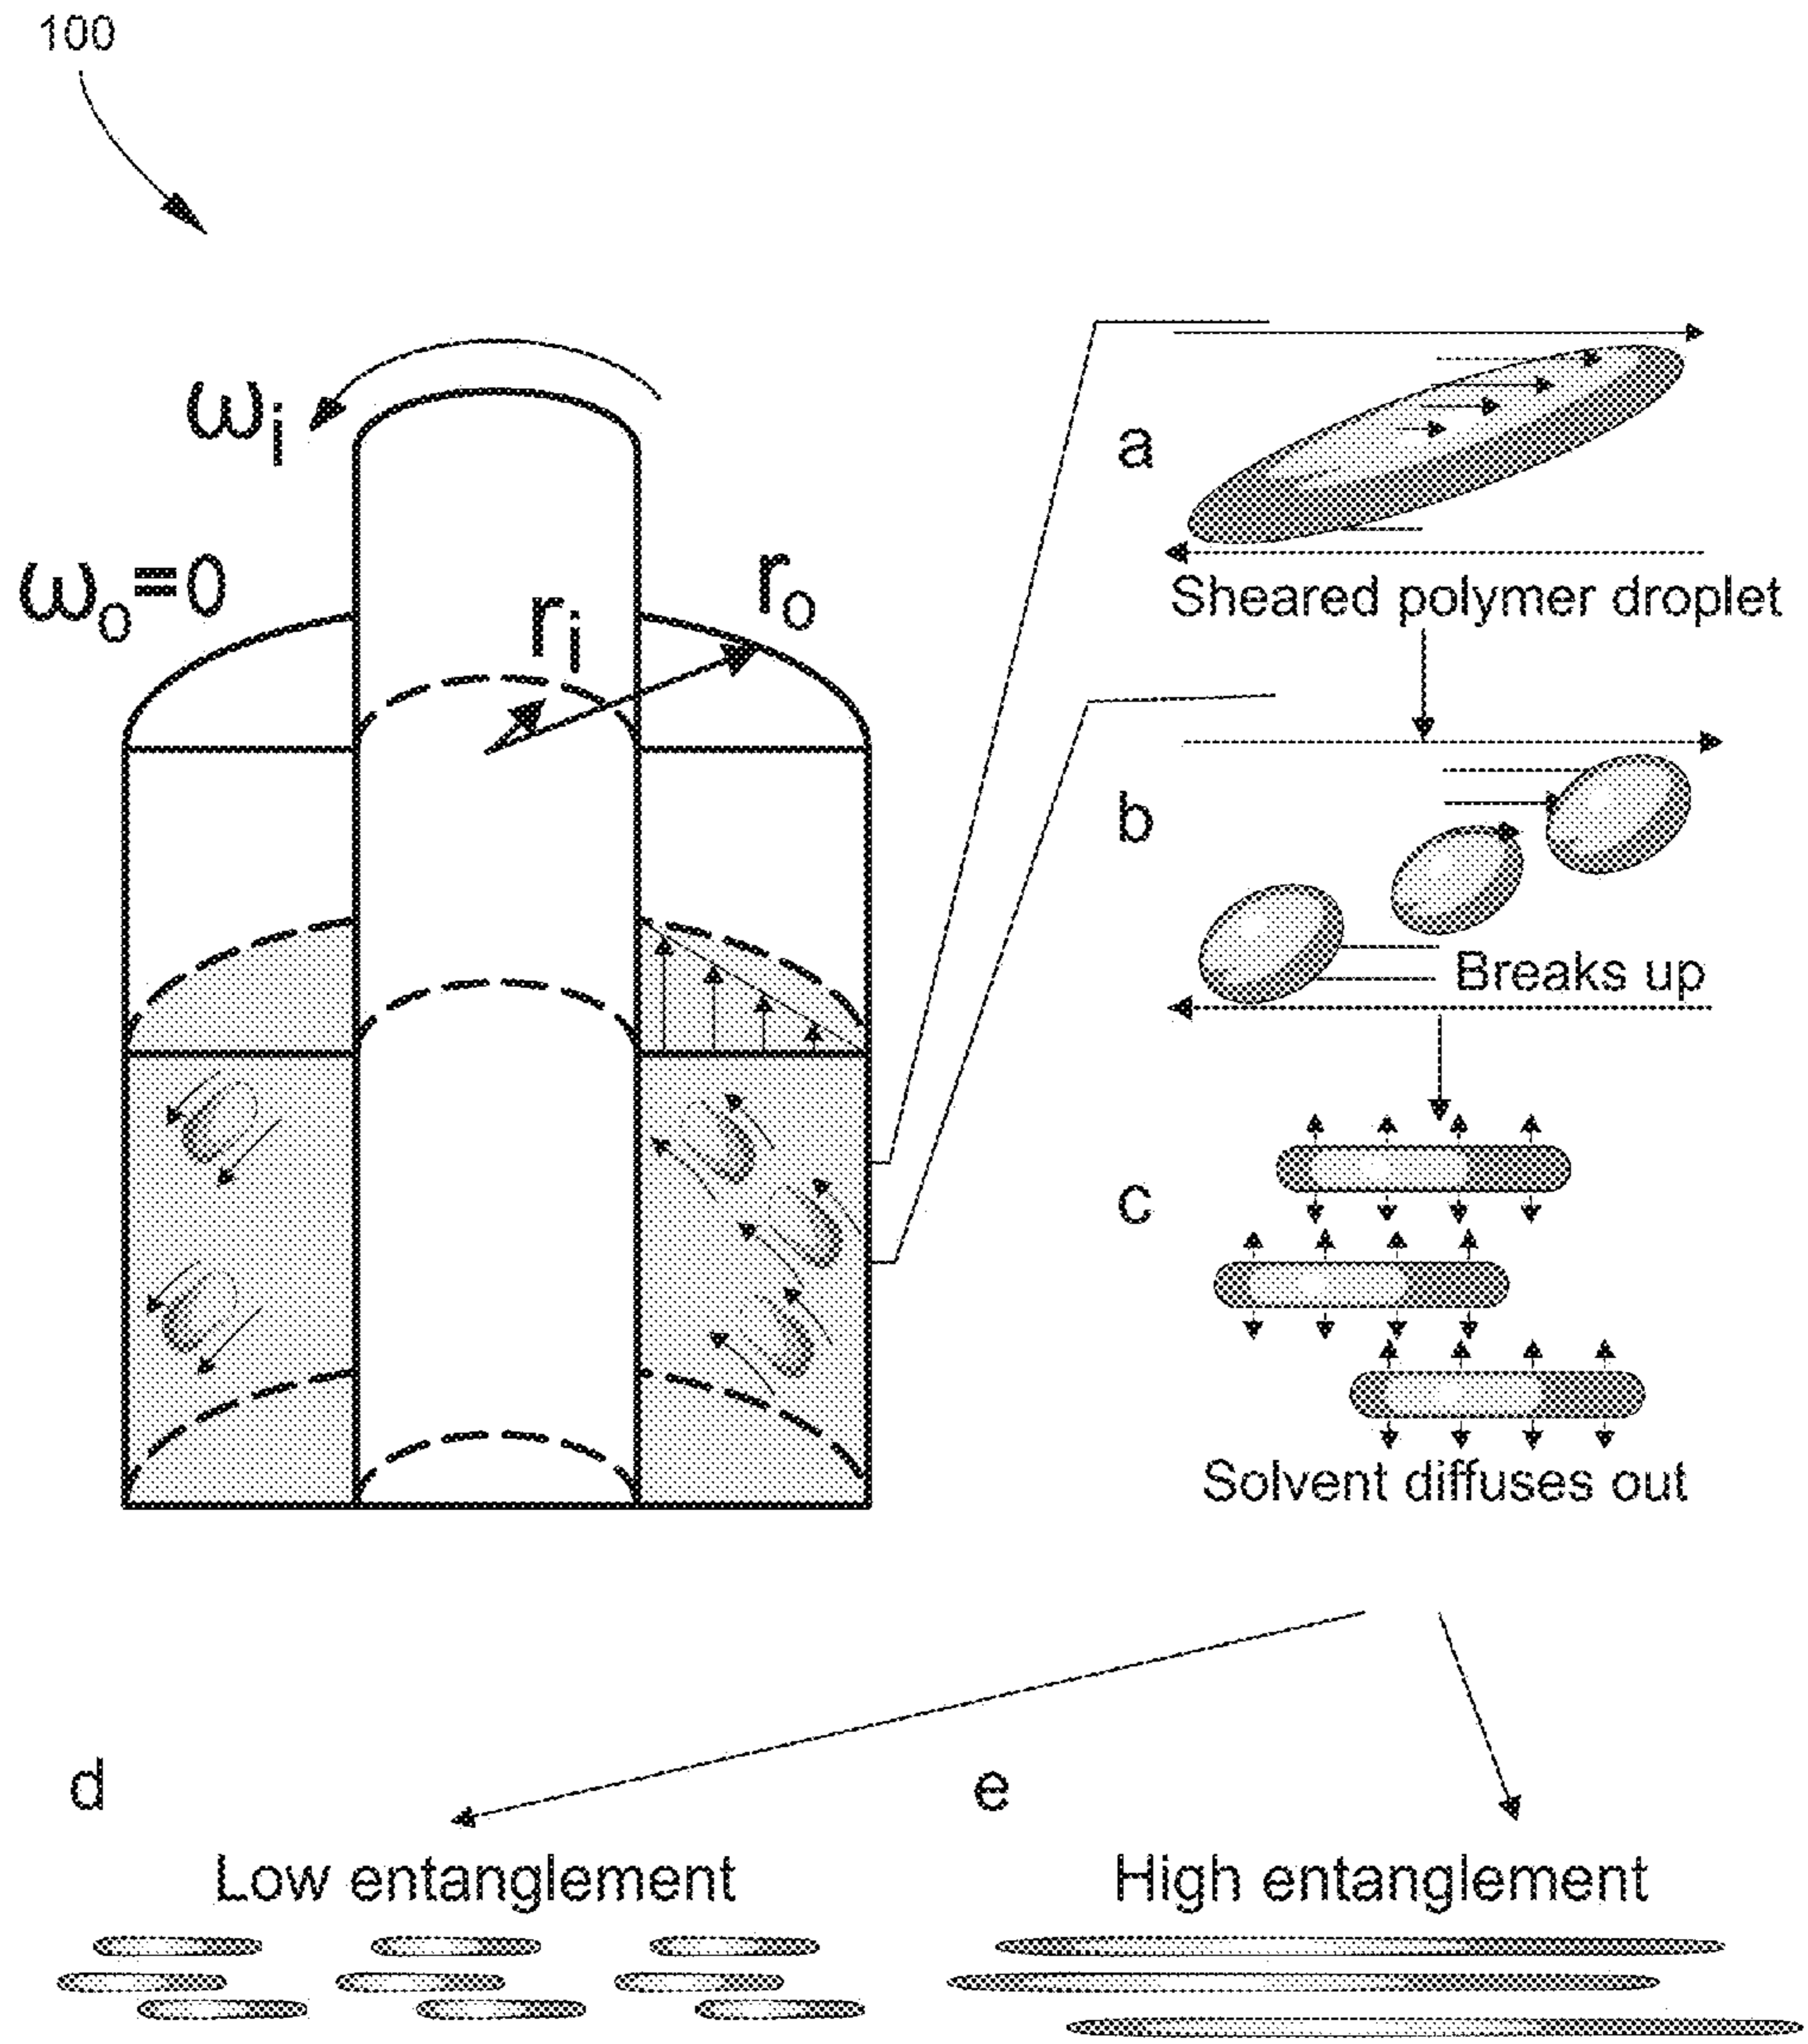 100
ωi
ωo=0
ri
ro
a
Sheared polymer droplet
b
Breaks up
c
Solvent diffuses out
d
Low entanglement
e
High entanglement